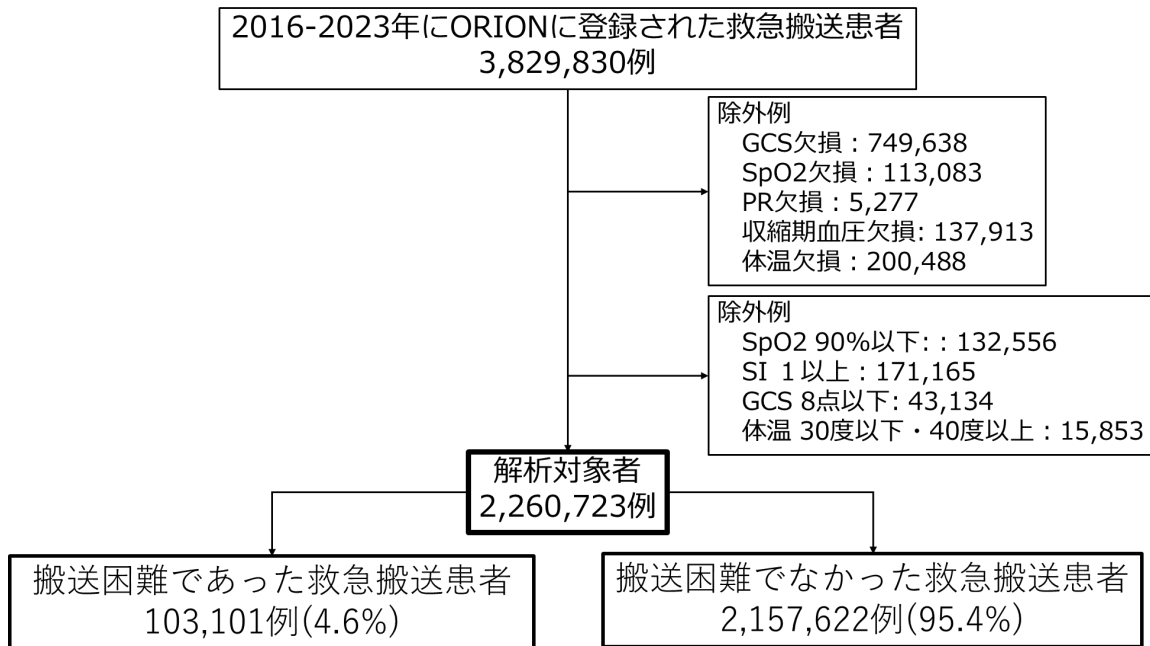 2016-2023年にORIONに登録された救急搬送患者
3,829,830例
除外例
GCS欠損：749,638
SpO2欠損：113,083
PR欠損：5,277
収縮期血圧欠損: 137,913
体温欠損：200,488
除外例
SpO2 90%以下:：132,556
SI １以上：171,165
GCS 8点以下: 43,134
体温 30度以下・40度以上：15,853
解析対象者
2,260,723例
搬送困難であった救急搬送患者
103,101例(4.6%)
搬送困難でなかった救急搬送患者
2,157,622例(95.4%)